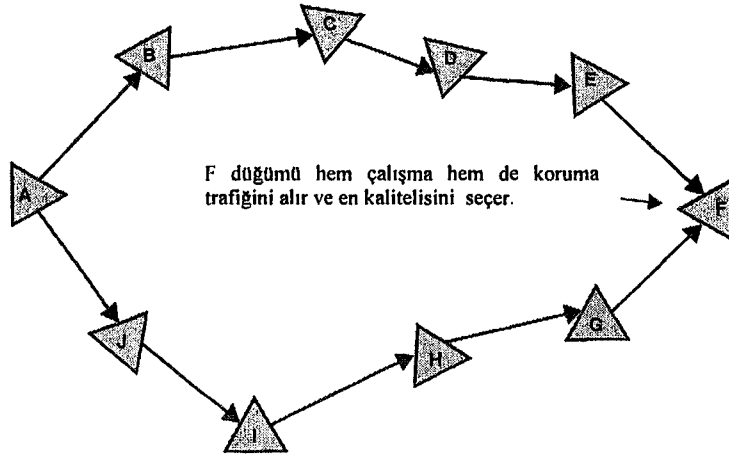 C
B
D
E
F düğümü hem çalışma hem de koruma
trafiğini alır ve en kalitelisini seçer.
A
F
G
J
H
I